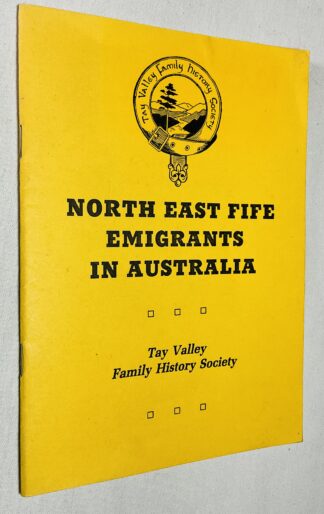 Tay Valley Family History Society
NORTH EAST FIFE
EMIGRANTS
IN AUSTRALIA
Tay Valley
Family History Society